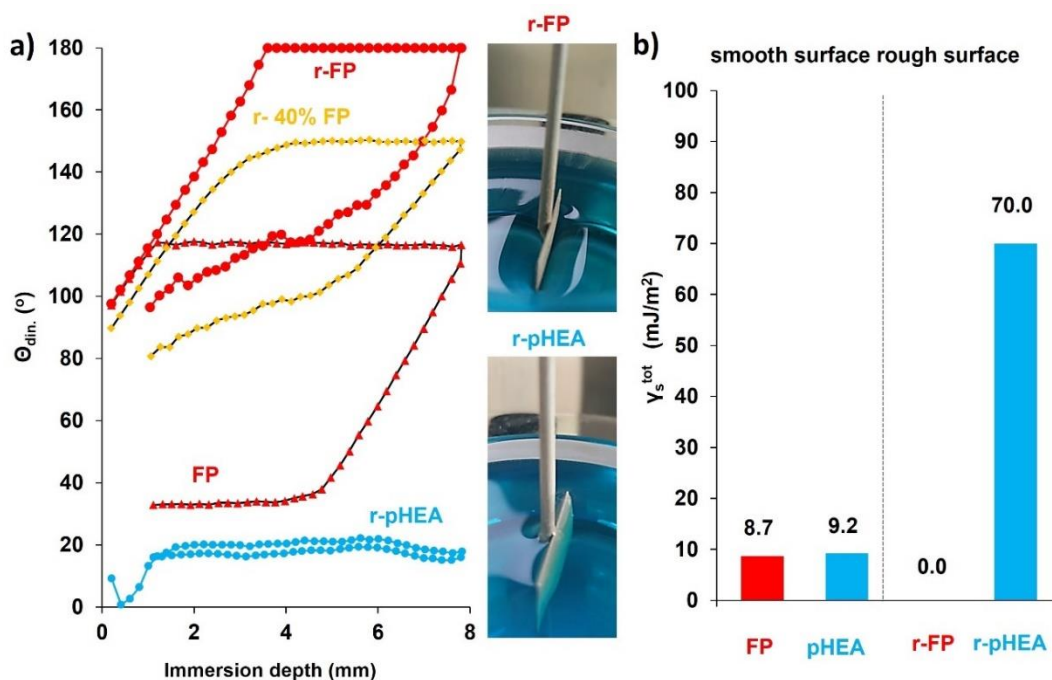 a)
Θdin. (°)
180
160
140
120
100
80
60
40
20
0
0 2 4 6 8
Immersion depth (mm)
r-FP
r- 40% FP
FP
r-pHEA
r-FP
r-pHEA
b)
smooth surface rough surface
γs^tot (mJ/m²)
100
90
80
70
60
50
40
30
20
10
0
8.7
9.2
0.0
70.0
FP pHEA r-FP r-pHEA